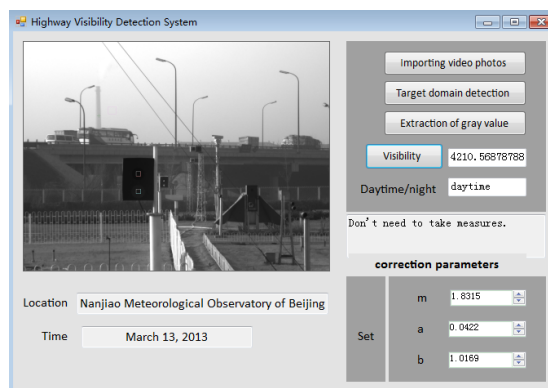 Highway Visibility Detection System
Importing video photos
Target domain detection
Extraction of gray value
Visibility 4210.56878788
Daytime/night daytime
Don't need to take measures.
correction parameters
Location Nanjiao Meteorological Observatory of Beijing
Time March 13, 2013
Set
m 1.8315
a 0.0422
b 1.0169